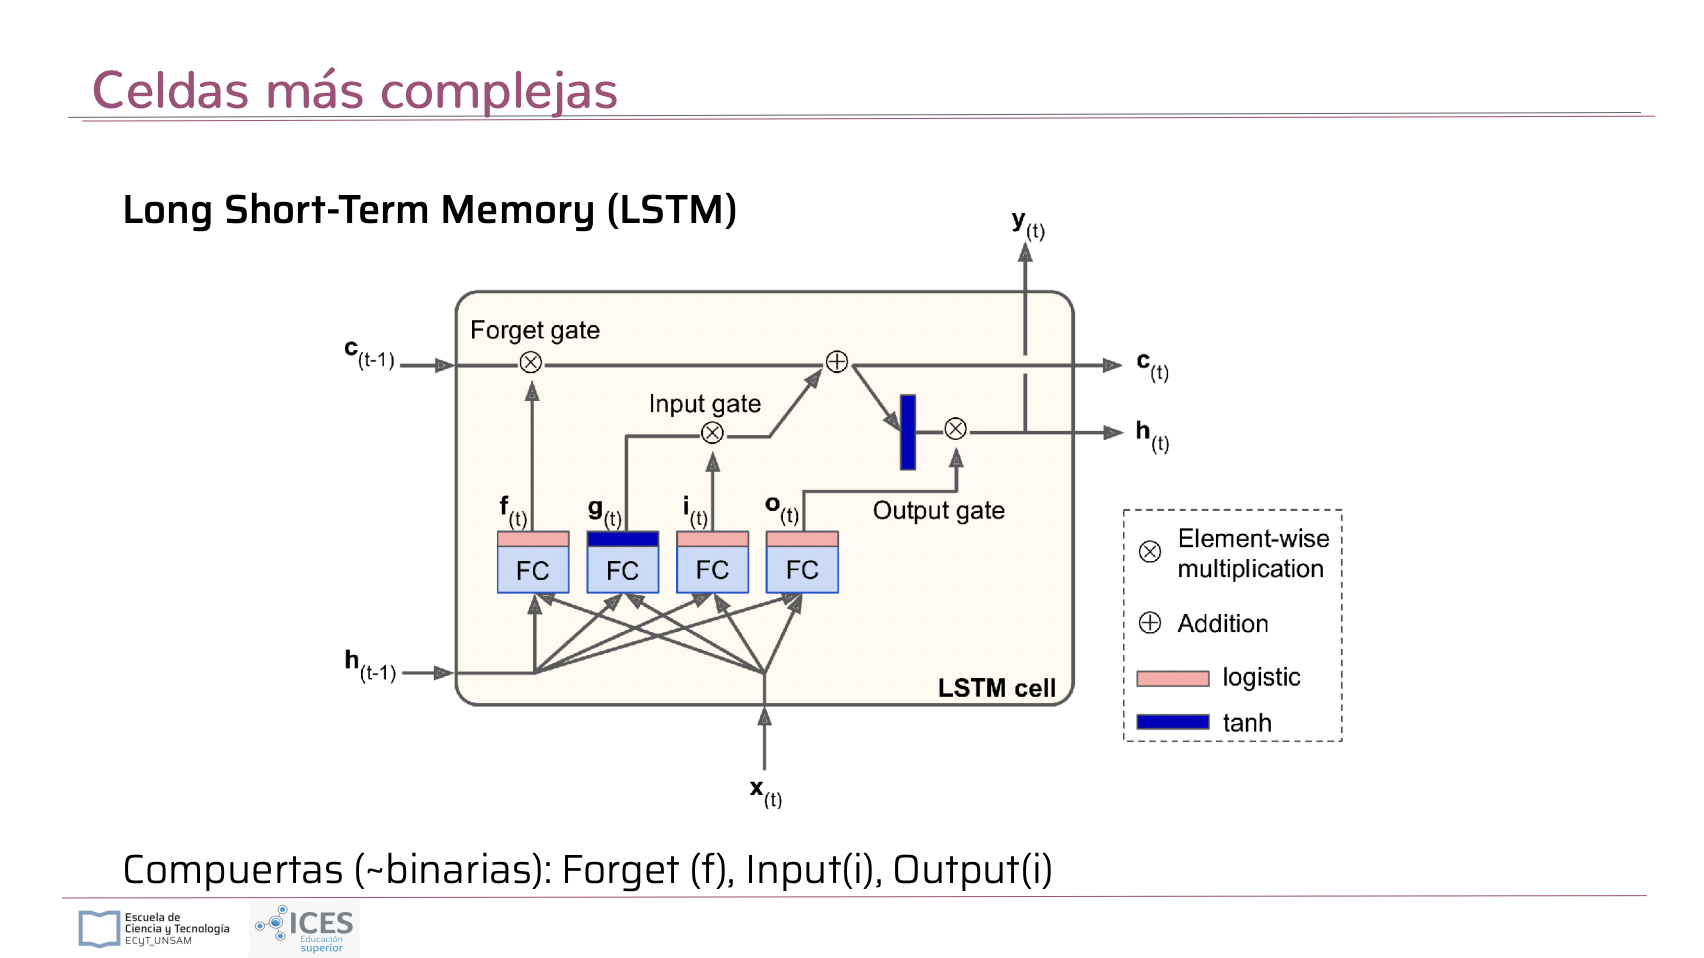 Celdas más complejas
Long Short-Term Memory (LSTM)
y(t)
Forget gate
c(t-1)
c(t)
Input gate
h(t)
f(t)
g(t)
i(t)
o(t)
Output gate
FC
FC
FC
FC
Element-wise
multiplication
Addition
logistic
tanh
h(t-1)
LSTM cell
x(t)
Compuertas (~binarias): Forget (f), Input(i), Output(i)
Escuela de
Ciencia y Tecnología
ECyT_UNSAM
ICES
Educación
superior